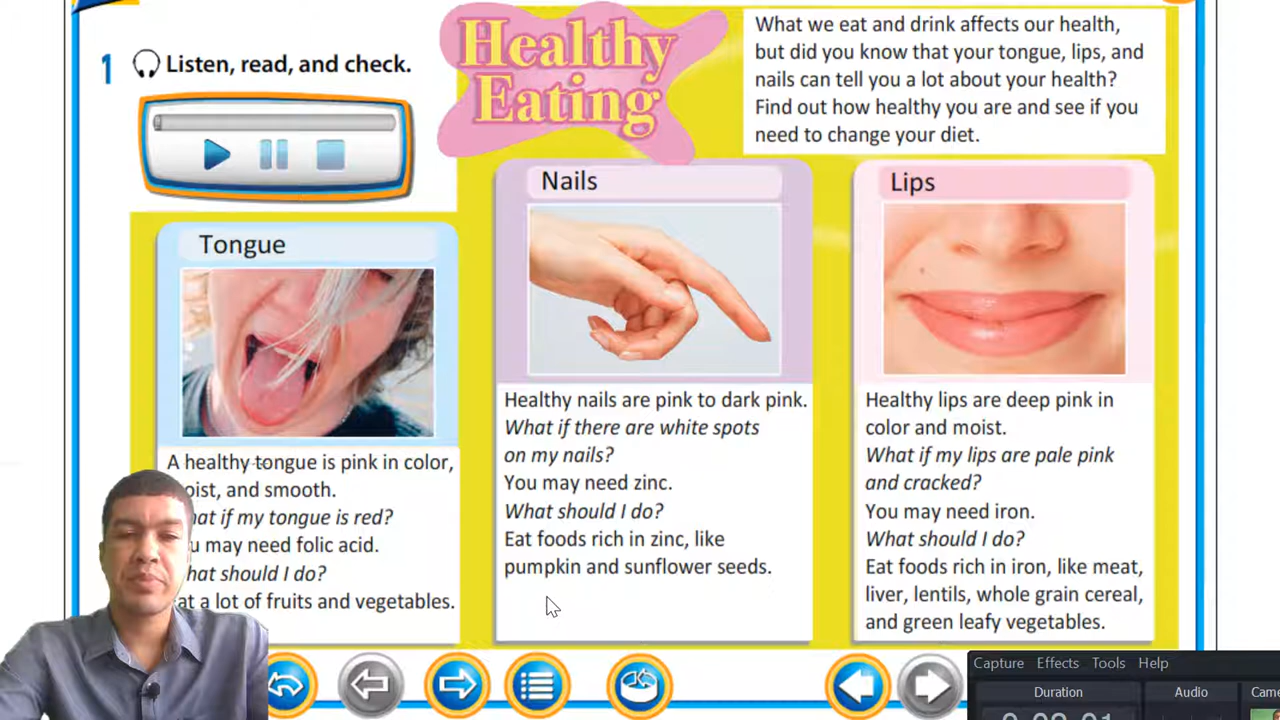 1 Listen, read, and check.
Healthy
Eating
What we eat and drink affects our health,
but did you know that your tongue, lips, and
nails can tell you a lot about your health?
Find out how healthy you are and see if you
need to change your diet.
Tongue
A healthy tongue is pink in color,
and smooth.
if my tongue is red?
may need folic acid.
should I do?
a lot of fruits and vegetables.
Nails
Healthy nails are pink to dark pink.
What if there are white spots
on my nails?
You may need zinc.
What should I do?
Eat foods rich in zinc, like
pumpkin and sunflower seeds.
Lips
Healthy lips are deep pink in
color and moist.
What if my lips are pale pink
and cracked?
You may need iron.
What should I do?
Eat foods rich in iron, like meat,
liver, lentils, whole grain cereal,
and green leafy vegetables.
Capture Effects Tools Help
Duration Audio